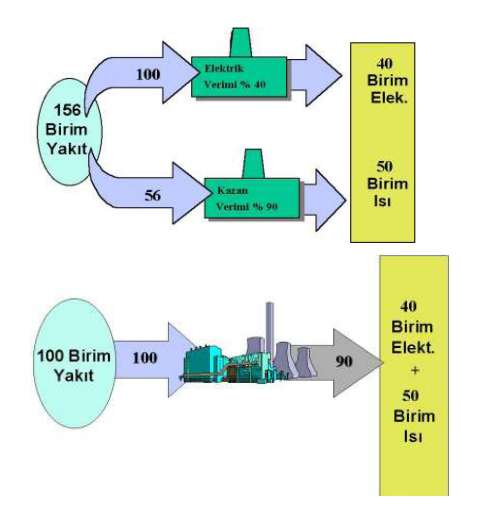 156
Birim
Yakıt
100
Elektrik
Verimi % 40
40
Birim
Elek.
56
Kazan
Verimi % 90
50
Birim
Isı
100 Birim
Yakıt
100
90
40
Birim
Elekt.
+
50
Birim
Isı